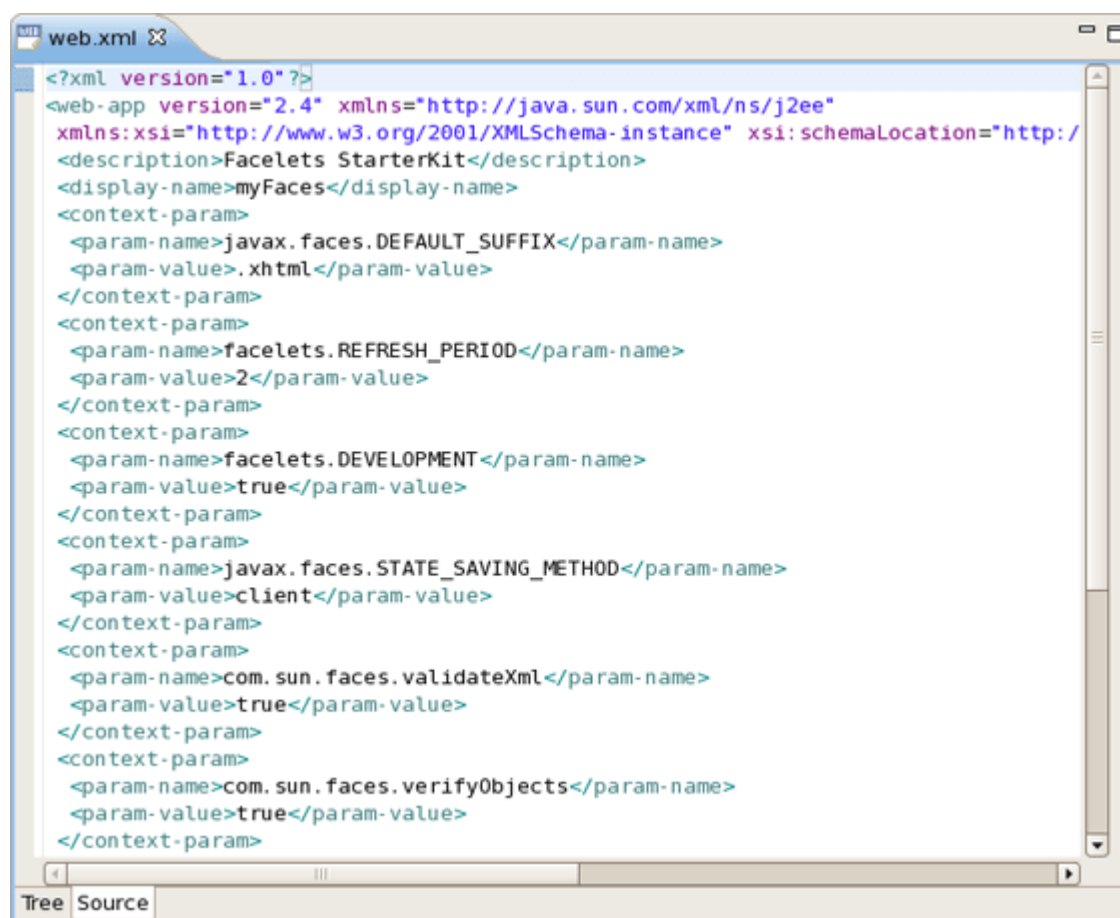 web.xml
<?xml version="1.0"?>
<web-app version="2.4" xmlns="http://java.sun.com/xml/ns/j2ee"
xmlns:xsi="http://www.w3.org/2001/XMLSchema-instance" xsi:schemaLocation="http:/
<description>Facelets StarterKit</description>
<display-name>myFaces</display-name>
<context-param>
<param-name>javax.faces.DEFAULT_SUFFIX</param-name>
<param-value>.xhtml</param-value>
</context-param>
<context-param>
<param-name>facelets.REFRESH_PERIOD</param-name>
<param-value>2</param-value>
</context-param>
<context-param>
<param-name>facelets.DEVELOPMENT</param-name>
<param-value>true</param-value>
</context-param>
<context-param>
<param-name>javax.faces.STATE_SAVING_METHOD</param-name>
<param-value>client</param-value>
</context-param>
<context-param>
<param-name>com.sun.faces.validateXml</param-name>
<param-value>true</param-value>
</context-param>
<context-param>
<param-name>com.sun.faces.verifyObjects</param-name>
<param-value>true</param-value>
</context-param>
Tree Source